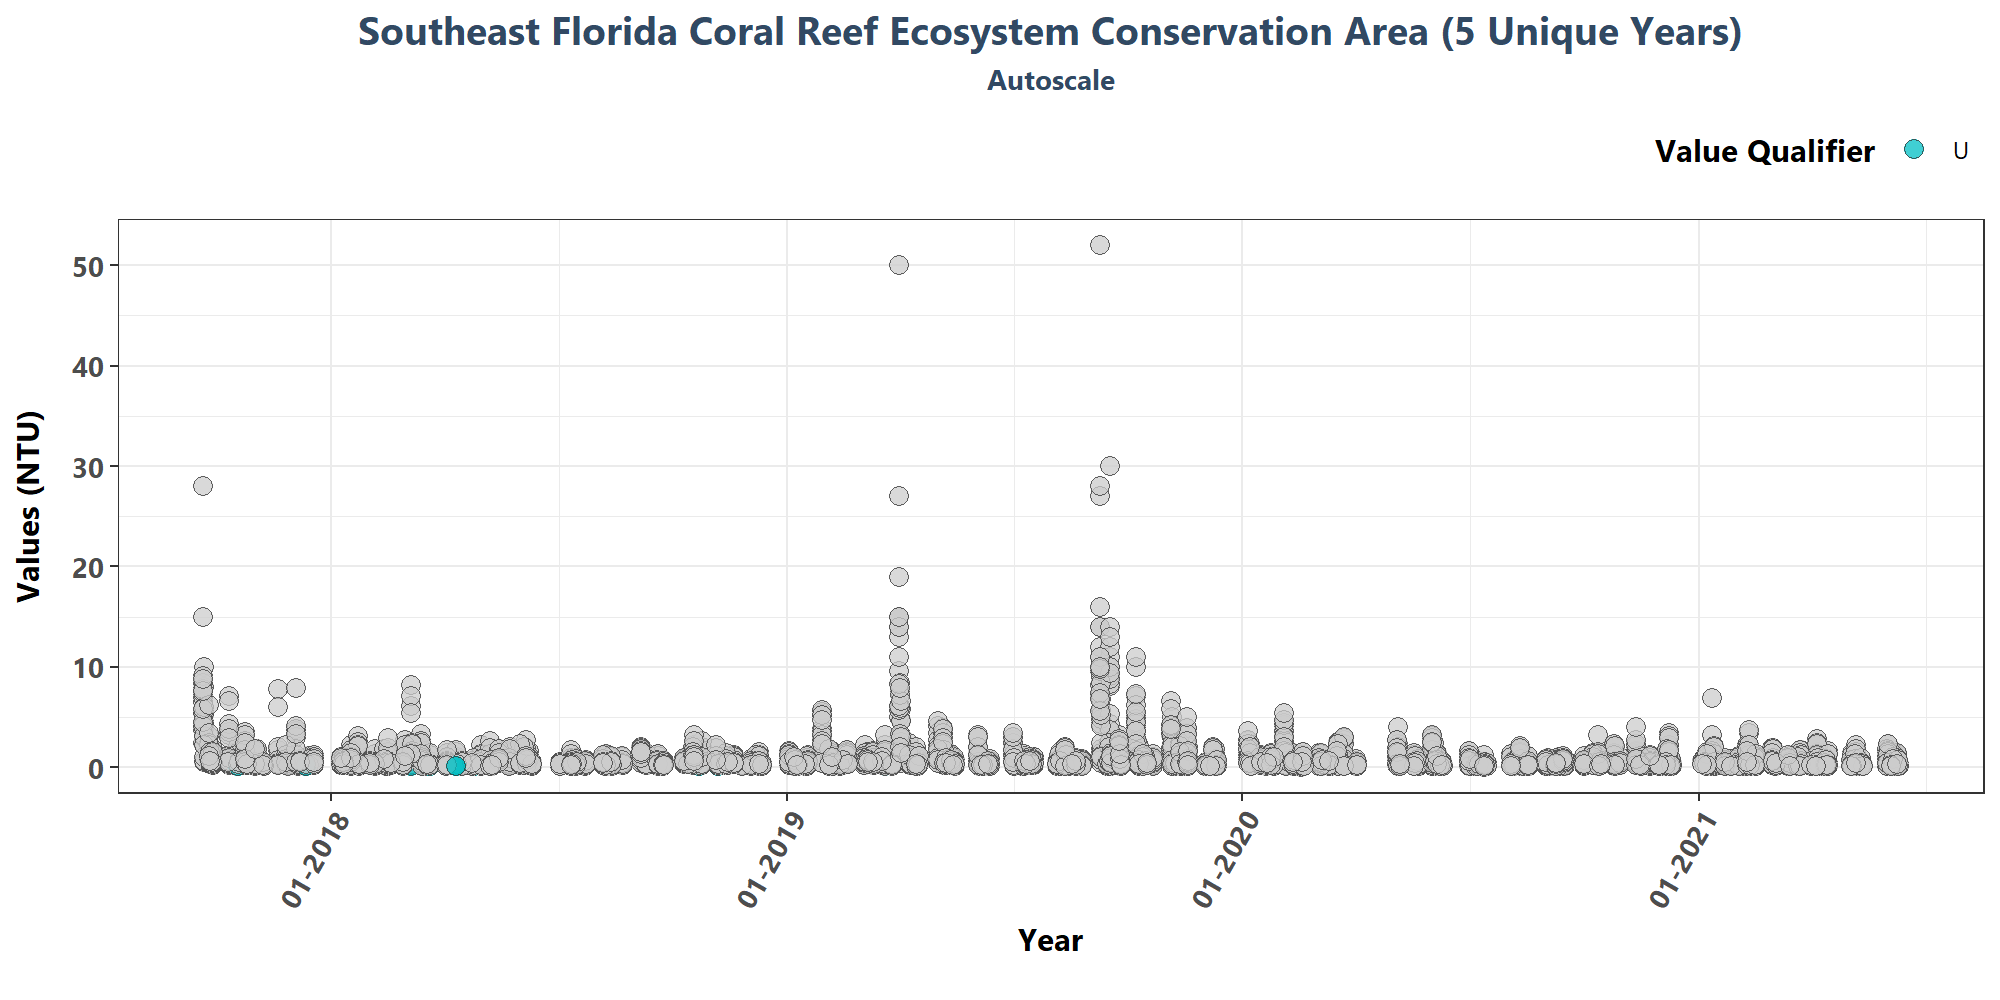 Southeast Florida Coral Reef Ecosystem Conservation Area (5 Unique Years)
Autoscale
Value Qualifier U
Values (NTU)
50
40
30
20
10
0
01-2018 01-2019 01-2020 01-2021
Year